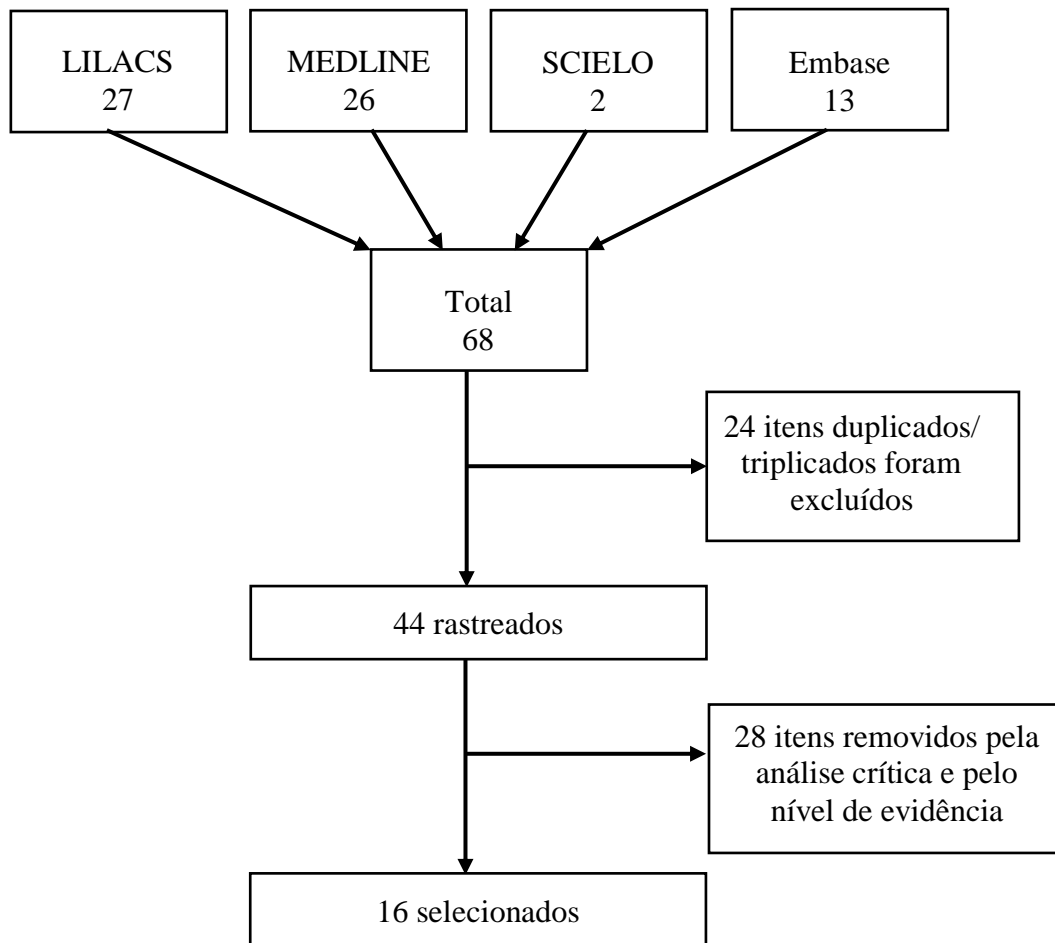 LILACS
27
MEDLINE
26
SCIELO
2
Embase
13
Total
68
24 itens duplicados/
triplicados foram
excluídos
44 rastreados
28 itens removidos pela
análise crítica e pelo
nível de evidência
16 selecionados